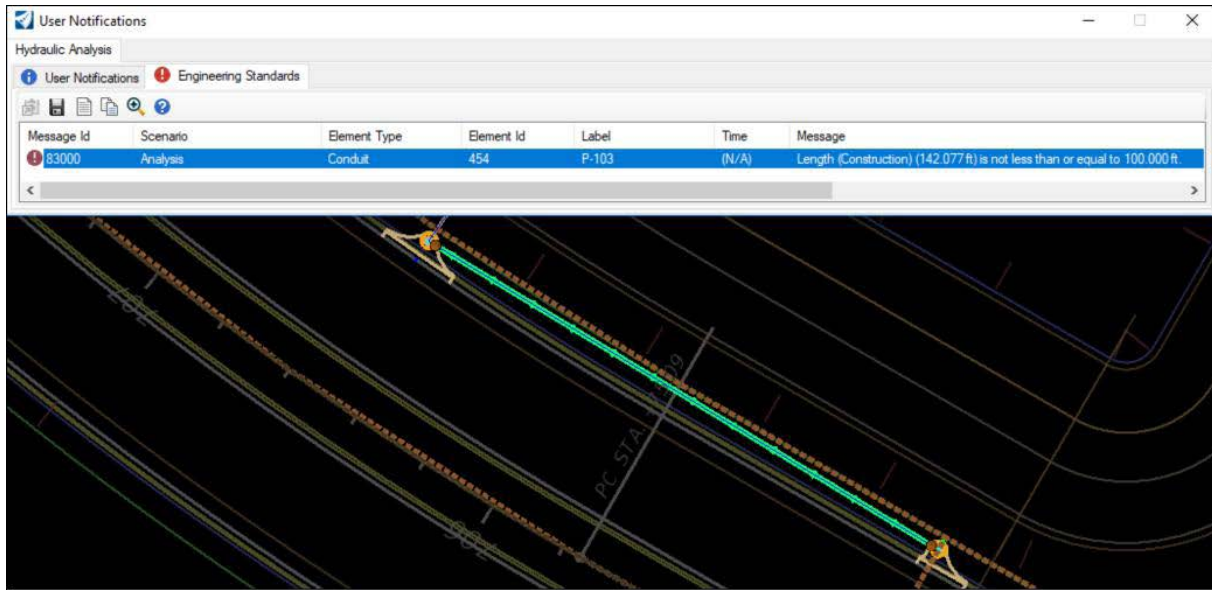 User Notifications
Hydraulic Analysis
User Notifications Engineering Standards
Message Id Scenario Element Type Element Id Label Time Message
83000 Analysis Conduit 454 P-103 (N/A) Length (Construction) (142.077 ft) is not less than or equal to 100.000 ft.
707
PC STA.
706